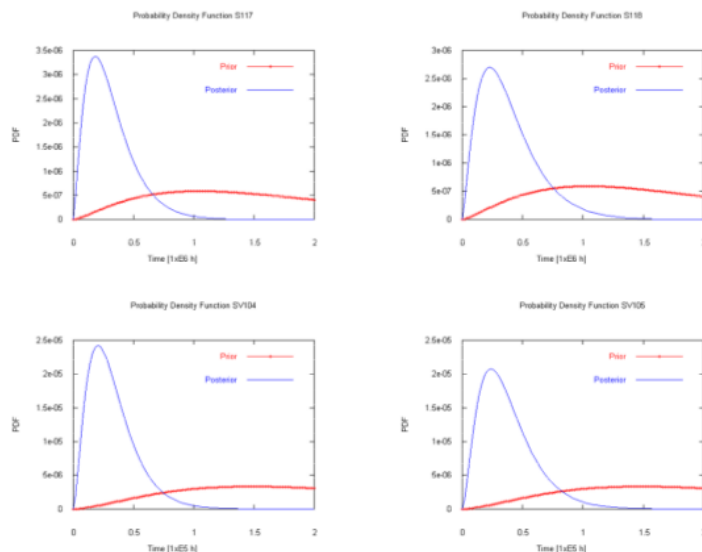 Probability Density Function S117
3.5e-06
3e-06
2.5e-06
2e-06
1.5e-06
1e-06
5e-07
0
PDF
Prior
Posterior
0 0.5 1 1.5 2
Time [1xE6 h]
Probability Density Function S118
3e-06
2.5e-06
2e-06
1.5e-06
1e-06
5e-07
0
PDF
Prior
Posterior
0 0.5 1 1.5 2
Time [1xE6 h]
Probability Density Function SV104
2.5e-05
2e-05
1.5e-05
1e-05
5e-06
0
PDF
Prior
Posterior
0 0.5 1 1.5 2
Time [1xE5 h]
Probability Density Function SV105
2.5e-05
2e-05
1.5e-05
1e-05
5e-06
0
PDF
Prior
Posterior
0 0.5 1 1.5 2
Time [1xE5 h]